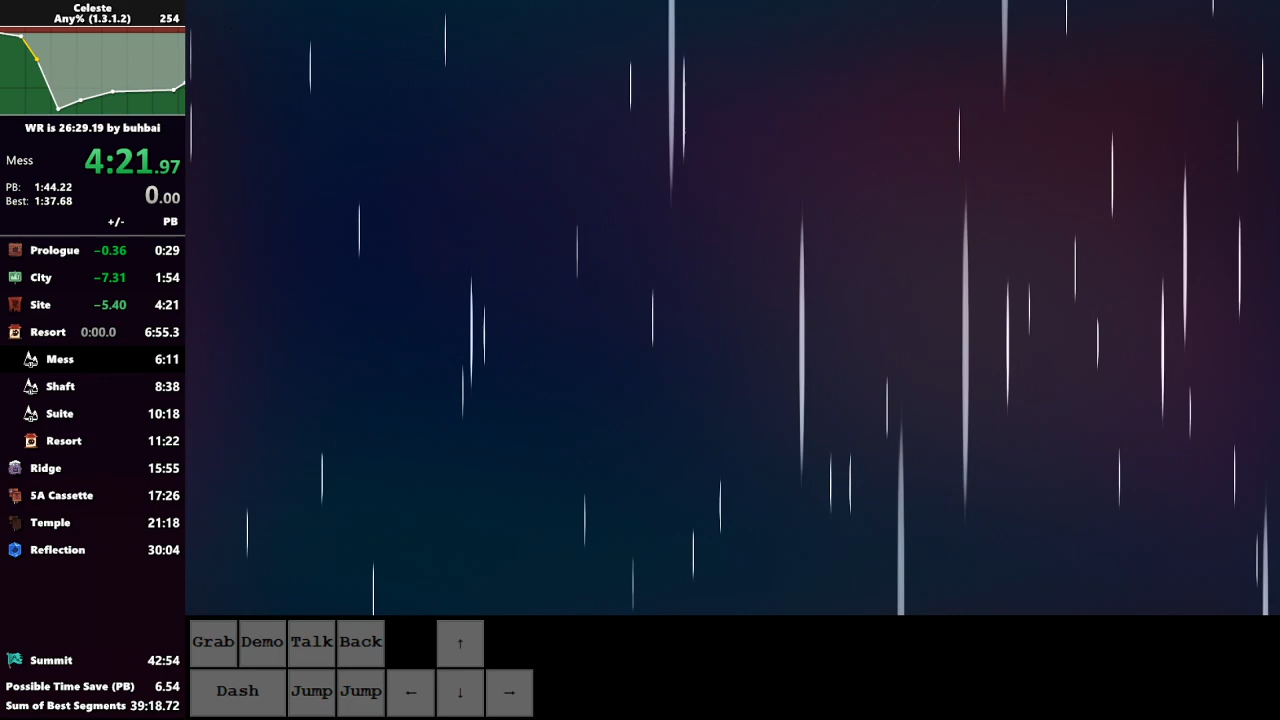 Celeste
Any% (1.3.1.2) 254
WR is 26:29.19 by buhbai
Mess 4:21.97
PB: 1:44.22 0.00
Best: 1:37.68
+/- PB
Prologue −0.36 0:29
City −7.31 1:54
Site −5.40 4:21
Resort 0:00.0 6:55.3
Mess 6:11
Shaft 8:38
Suite 10:18
Resort 11:22
Ridge 15:55
5A Cassette 17:26
Temple 21:18
Reflection 30:04
Summit 42:54
Possible Time Save (PB) 6.54
Sum of Best Segments 39:18.72
Grab Demo Talk Back ↑
Dash Jump Jump ← ↓ →